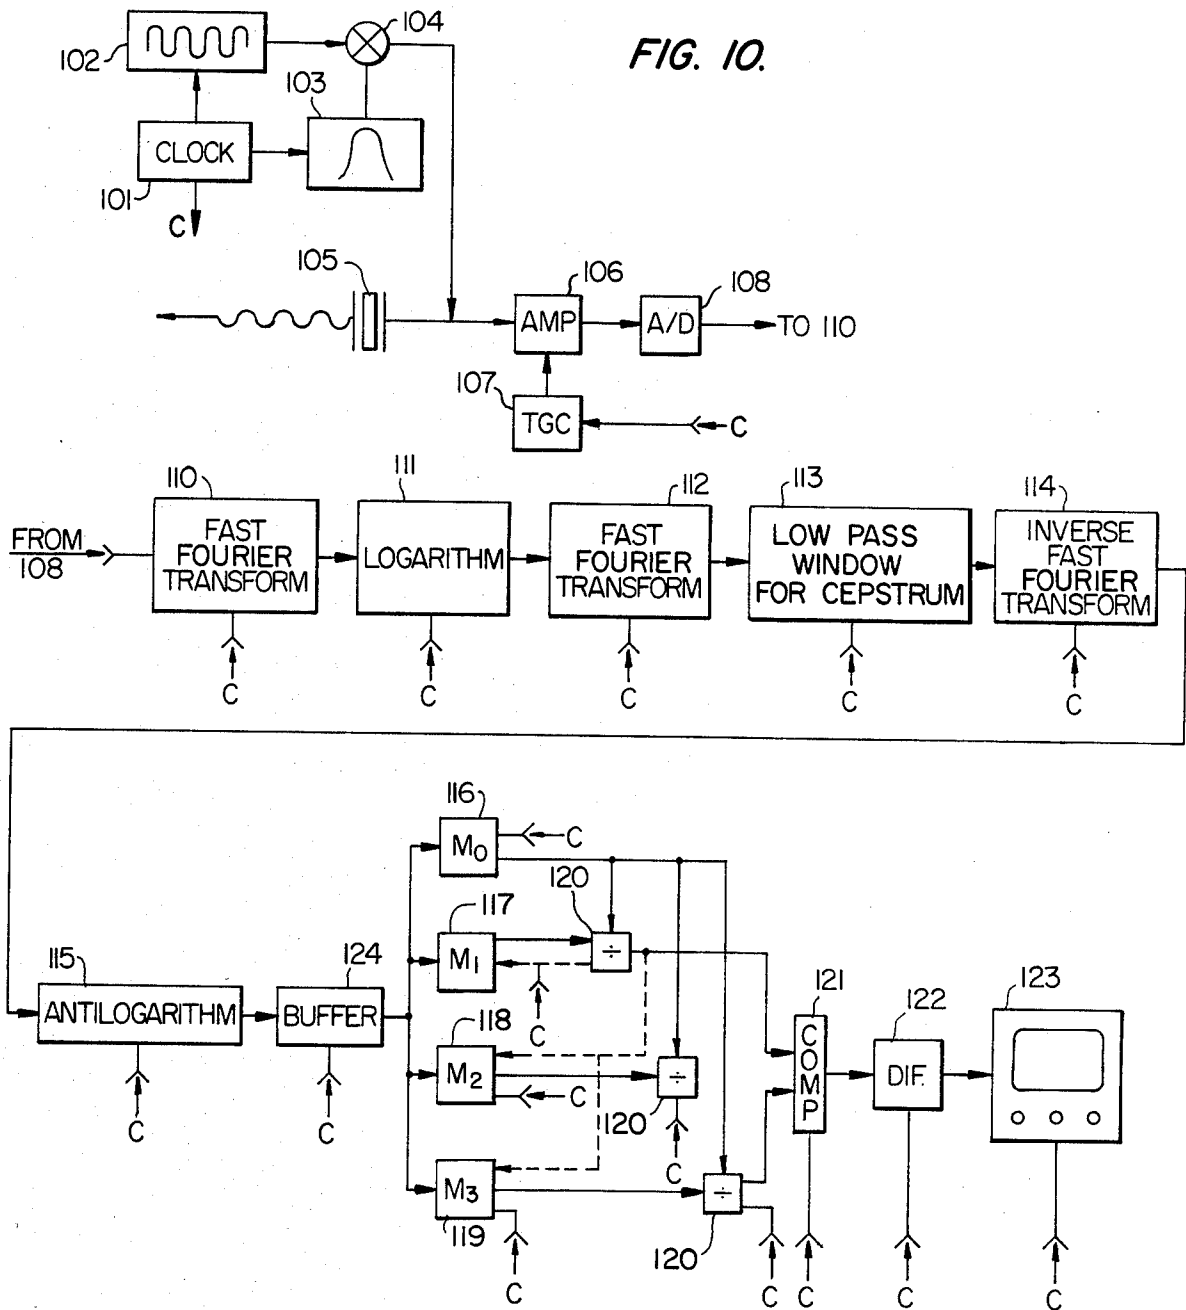 FIG. 10.
102
104
103
CLOCK
101
C
105
106
108
AMP
A/D
TO 110
107
TGC
C
110
111
112
113
114
FROM
108
FAST
FOURIER
TRANSFORM
LOGARITHM
FAST
FOURIER
TRANSFORM
LOW PASS
WINDOW
FOR CEPSTRUM
INVERSE
FAST
FOURIER
TRANSFORM
C
C
C
C
C
116
M0
C
120
117
M1
÷
C
115
ANTILOGARITHM
124
BUFFER
118
M2
C
÷
120
C
C
C
M3
119
C
÷
120
C
121
COMP
C
122
DIF.
C
123
C